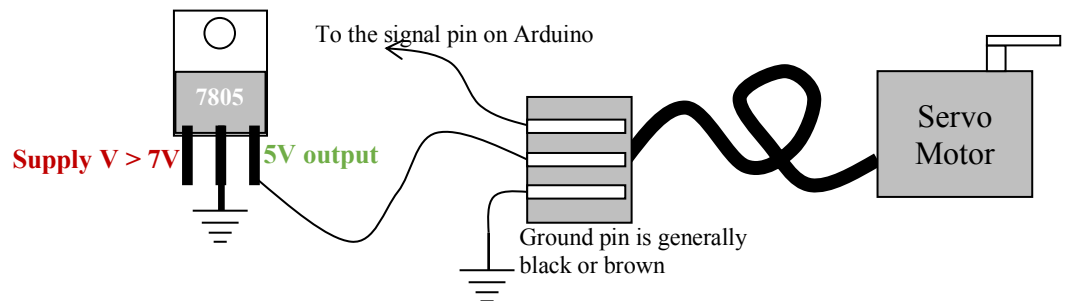 To the signal pin on Arduino
7805
Supply V > 7V
5V output
Servo
Motor
Ground pin is generally
black or brown